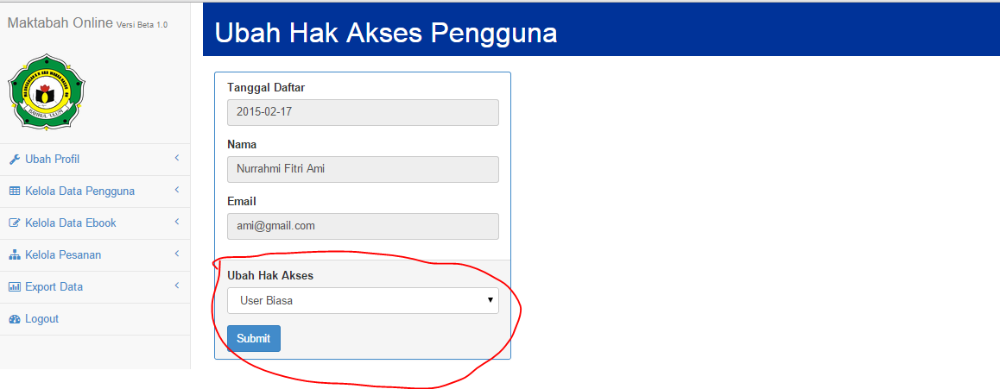 Maktabah Online Versi Beta 1.0
BAHRUL ULUM
Ubah Profil
Kelola Data Pengguna
Kelola Data Ebook
Kelola Pesanan
Export Data
Logout
Ubah Hak Akses Pengguna
Tanggal Daftar
2015-02-17
Nama
Nurrahmi Fitri Ami
Email
ami@gmail.com
Ubah Hak Akses
User Biasa
Submit